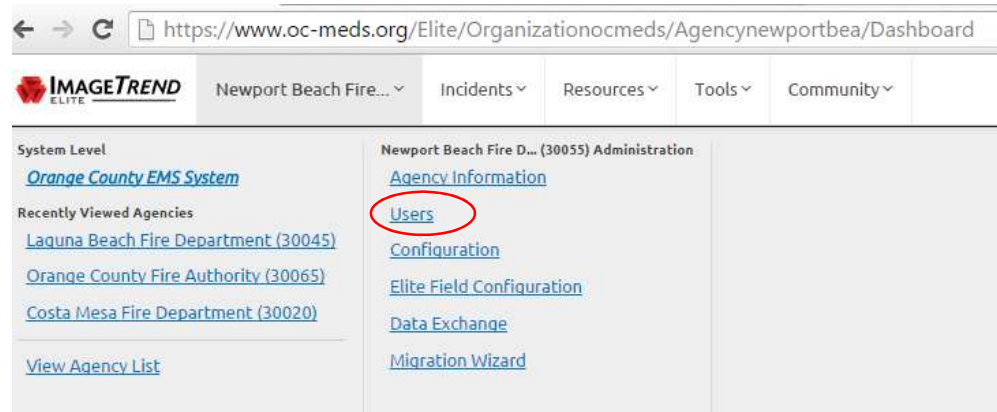 https://www.oc-meds.org/Elite/Organizationocmeds/Agencynewportbea/Dashboard
IMAGETREND
ELITE
Newport Beach Fire...
Incidents
Resources
Tools
Community
System Level
Orange County EMS System
Recently Viewed Agencies
Laguna Beach Fire Department (30045)
Orange County Fire Authority (30065)
Costa Mesa Fire Department (30020)
View Agency List
Newport Beach Fire D... (30055) Administration
Agency Information
Users
Configuration
Elite Field Configuration
Data Exchange
Migration Wizard